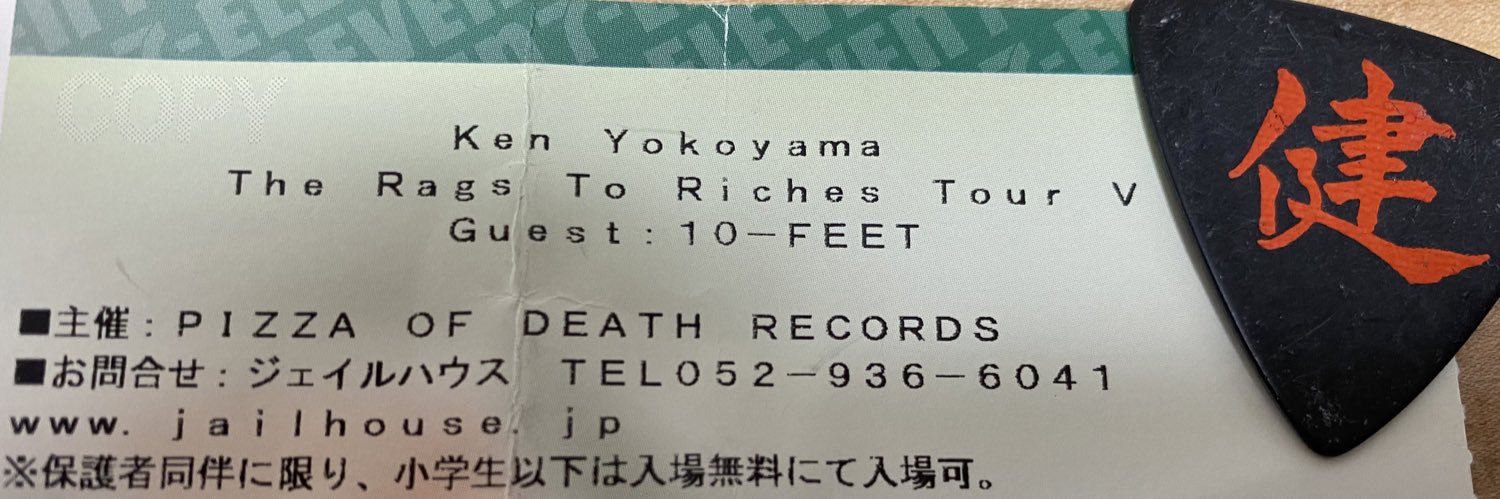 COPY
Ken Yokoyama
The Rags To Riches Tour V
Guest:10-FEET
■主催:PIZZA OF DEATH RECORDS
■お問合せ:ジェイルハウス TEL052-936-6041
www.jailhouse.jp
※保護者同伴に限り、小学生以下は入場無料にて入場可。
健